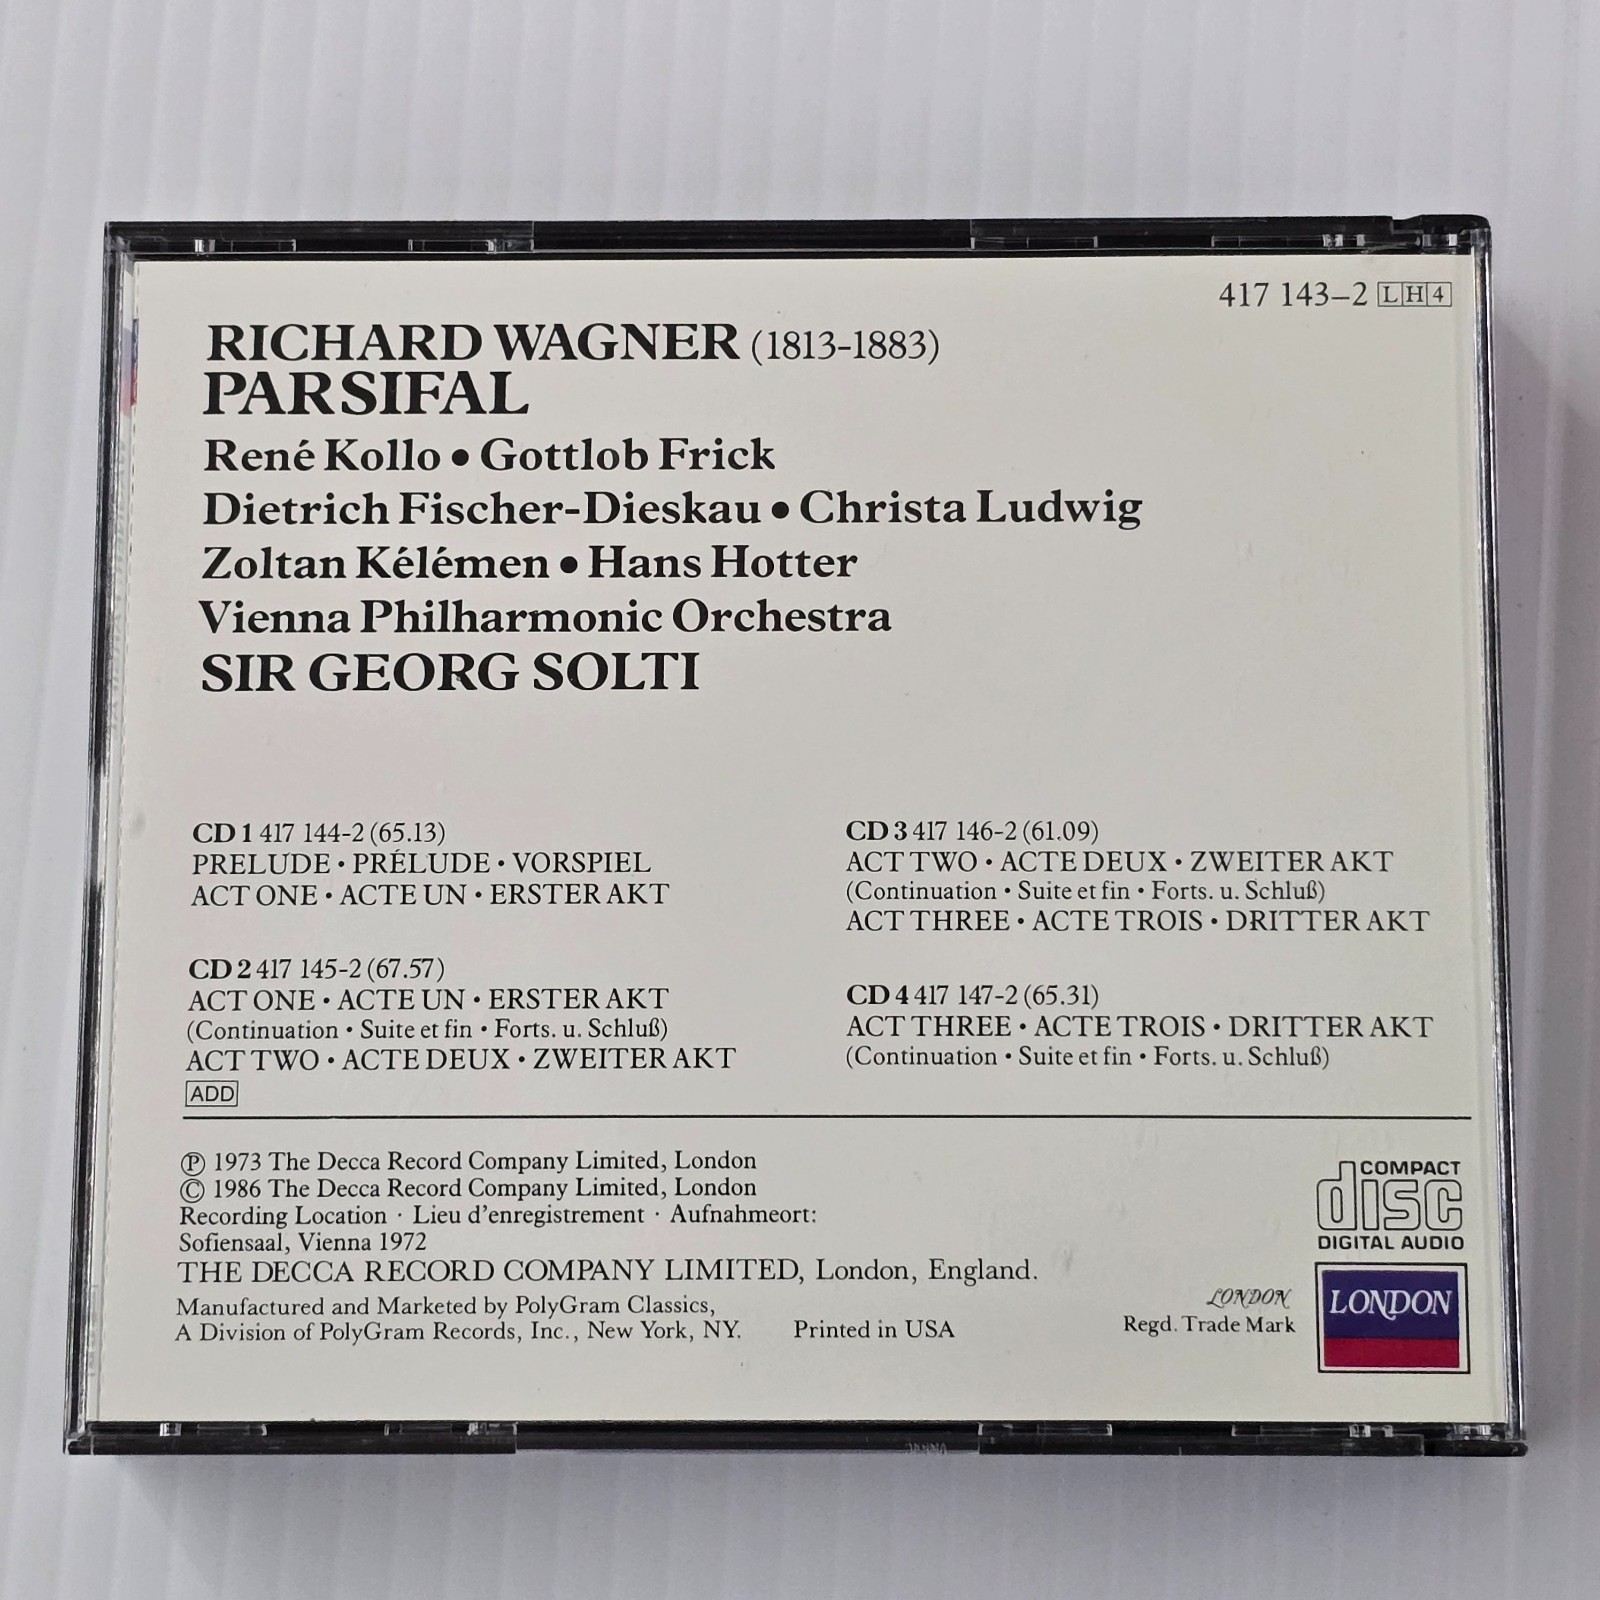 417 143–2 LH4
RICHARD WAGNER (1813-1883)
PARSIFAL
René Kollo • Gottlob Frick
Dietrich Fischer-Dieskau • Christa Ludwig
Zoltan Kélémen • Hans Hotter
Vienna Philharmonic Orchestra
SIR GEORG SOLTI
CD 1 417 144-2 (65.13)
PRELUDE • PRÉLUDE • VORSPIEL
ACT ONE • ACTE UN • ERSTER AKT
CD 2 417 145-2 (67.57)
ACT ONE • ACTE UN • ERSTER AKT
(Continuation • Suite et fin • Forts. u. Schluß)
ACT TWO • ACTE DEUX • ZWEITER AKT
ADD
CD 3 417 146-2 (61.09)
ACT TWO • ACTE DEUX • ZWEITER AKT
(Continuation • Suite et fin • Forts. u. Schluß)
ACT THREE • ACTE TROIS • DRITTER AKT
CD 4 417 147-2 (65.31)
ACT THREE • ACTE TROIS • DRITTER AKT
(Continuation • Suite et fin • Forts. u. Schluß)
Ⓟ 1973 The Decca Record Company Limited, London
© 1986 The Decca Record Company Limited, London
Recording Location · Lieu d'enregistrement · Aufnahmeort:
Sofiensaal, Vienna 1972
THE DECCA RECORD COMPANY LIMITED, London, England.
Manufactured and Marketed by PolyGram Classics,
A Division of PolyGram Records, Inc., New York, NY. Printed in USA
COMPACT
disc
DIGITAL AUDIO
LONDON
Regd. Trade Mark
LONDON